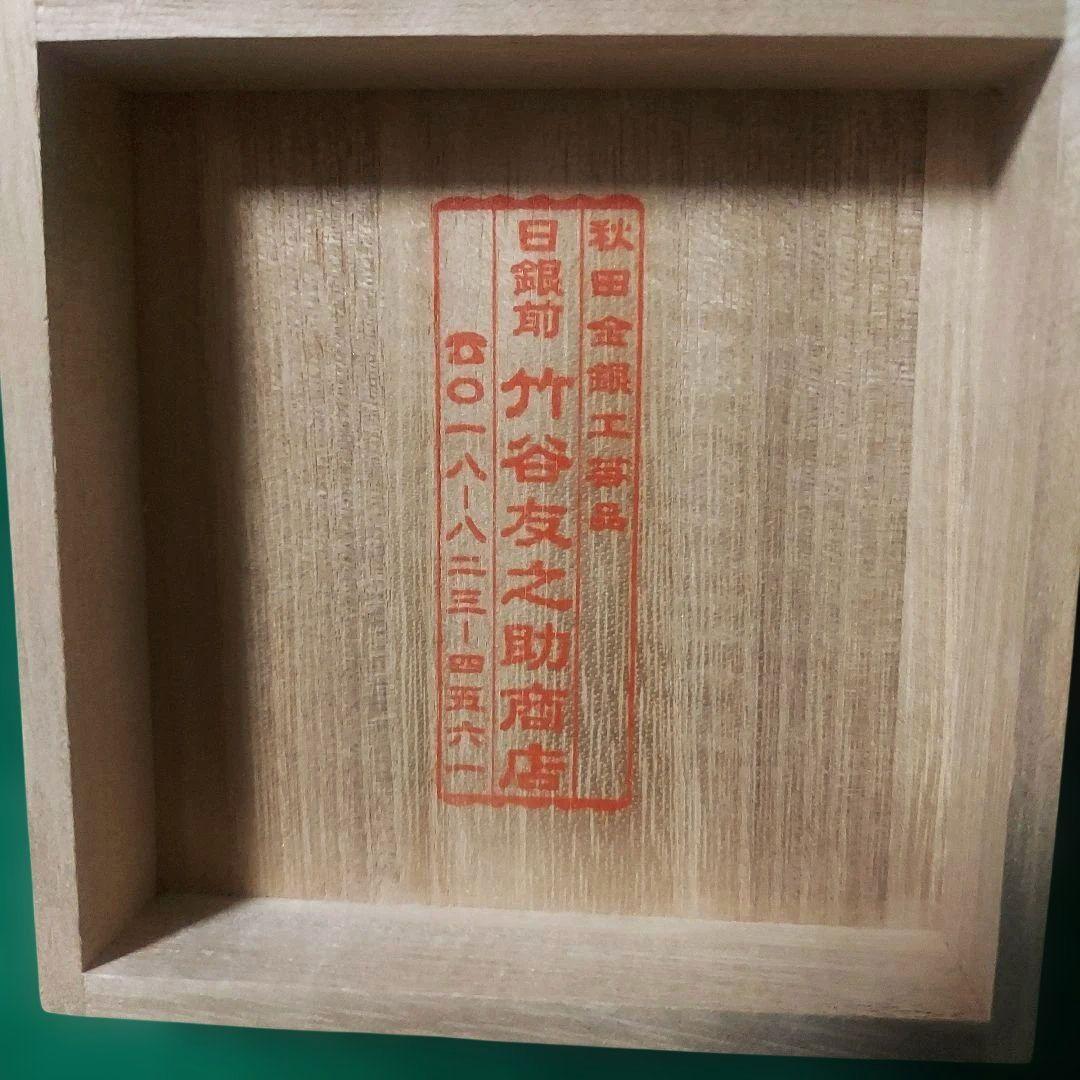 秋田金銀工芸品
日銀前 竹谷友之助商店
☎〇一八-八二三-四五六一